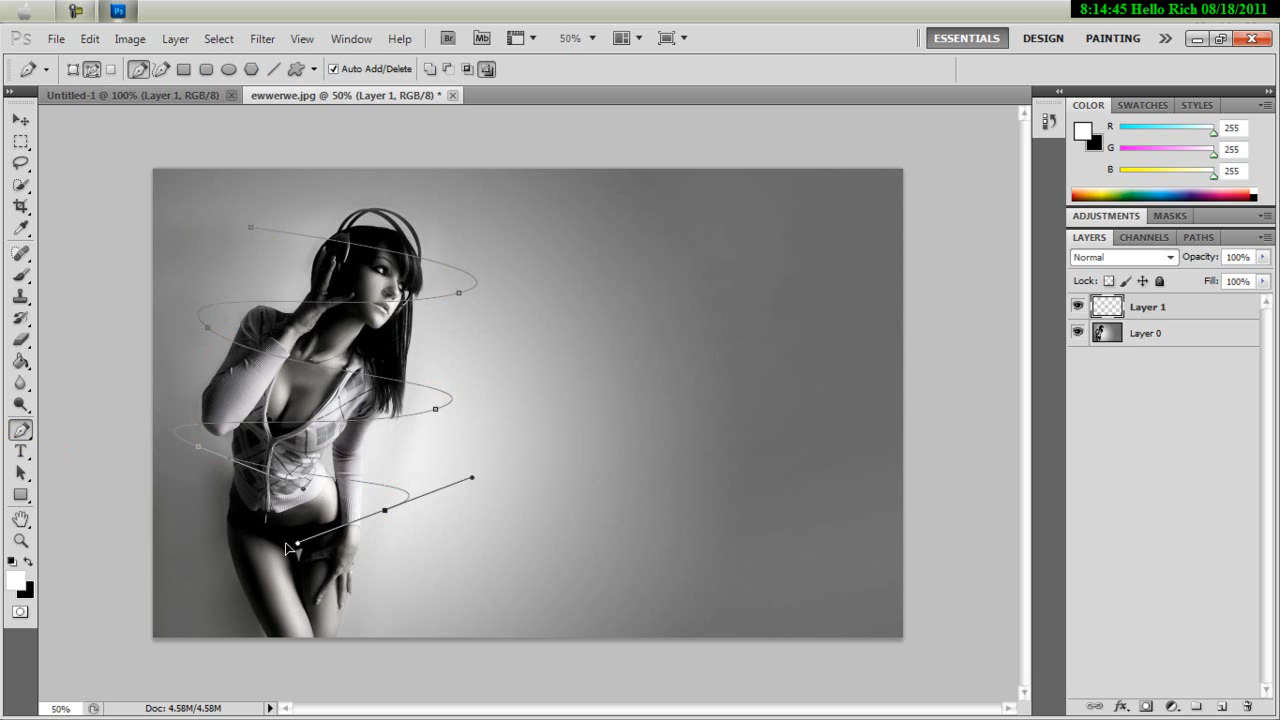 8:14:45 Hello Rich 08/18/2011
Ps File Edit Image Layer Select Filter View Window Help Br Mb 50% ESSENTIALS DESIGN PAINTING
Auto Add/Delete
Untitled-1 @ 100% (Layer 1, RGB/8) ewwerwe.jpg @ 50% (Layer 1, RGB/8) *
COLOR SWATCHES STYLES
R 255
G 255
B 255
ADJUSTMENTS MASKS
LAYERS CHANNELS PATHS
Normal Opacity: 100%
Lock: Fill: 100%
Layer 1
Layer 0
50% Doc: 4.58M/4.58M